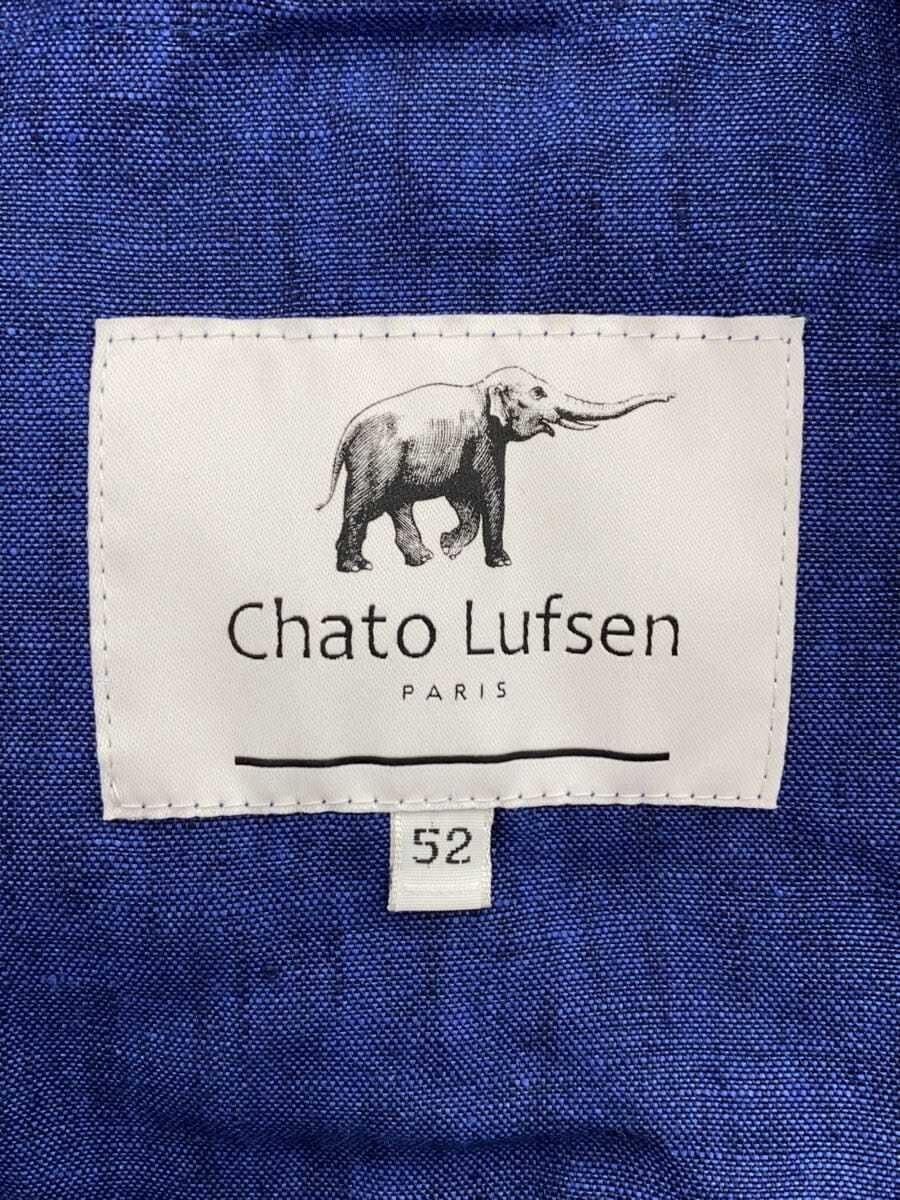 Chato Lufsen
PARIS
52